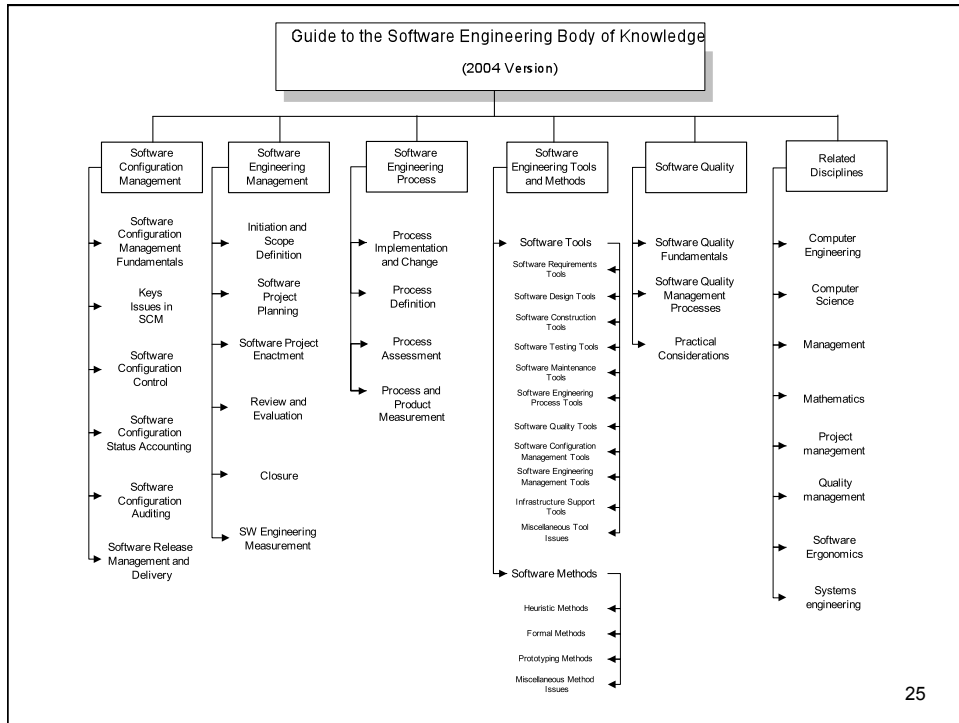 Guide to the Software Engineering Body of Knowledge
(2004 Version)
Software
Configuration
Management
Software
Configuration
Management
Fundamentals
Keys
Issues in
SCM
Software
Configuration
Control
Software
Configuration
Status Accounting
Software
Configuration
Auditing
Software Release
Management and
Delivery
Software
Engineering
Management
Initiation and
Scope
Definition
Software
Project
Planning
Software Project
Enactment
Review and
Evaluation
Closure
SW Engineering
Measurement
Software
Engineering
Process
Process
Implementation
and Change
Process
Definition
Process
Assessment
Process and
Product
Measurement
Software
Engineering Tools
and Methods
Software Tools
Software Requirements
Tools
Software Design Tools
Software Construction
Tools
Software Testing Tools
Software Maintenance
Tools
Software Engineering
Process Tools
Software Quality Tools
Software Configuration
Management Tools
Software Engineering
Management Tools
Infrastructure Support
Tools
Miscellaneous Tool
Issues
Software Methods
Heuristic Methods
Formal Methods
Prototyping Methods
Miscellaneous Method
Issues
Software Quality
Software Quality
Fundamentals
Software Quality
Management
Processes
Practical
Considerations
Related
Disciplines
Computer
Engineering
Computer
Science
Management
Mathematics
Project
management
Quality
management
Software
Ergonomics
Systems
engineering
25